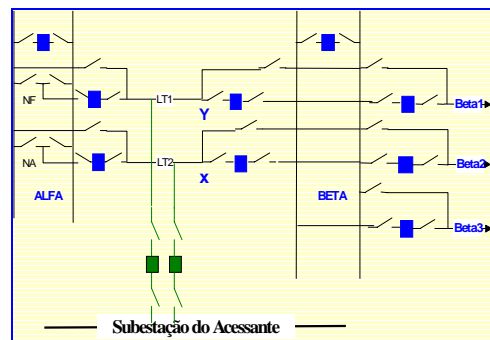 LT1
NF
Beta1
Y
LT2
NA
Beta2
X
ALFA
BETA
Beta3
Subestação do Acessante